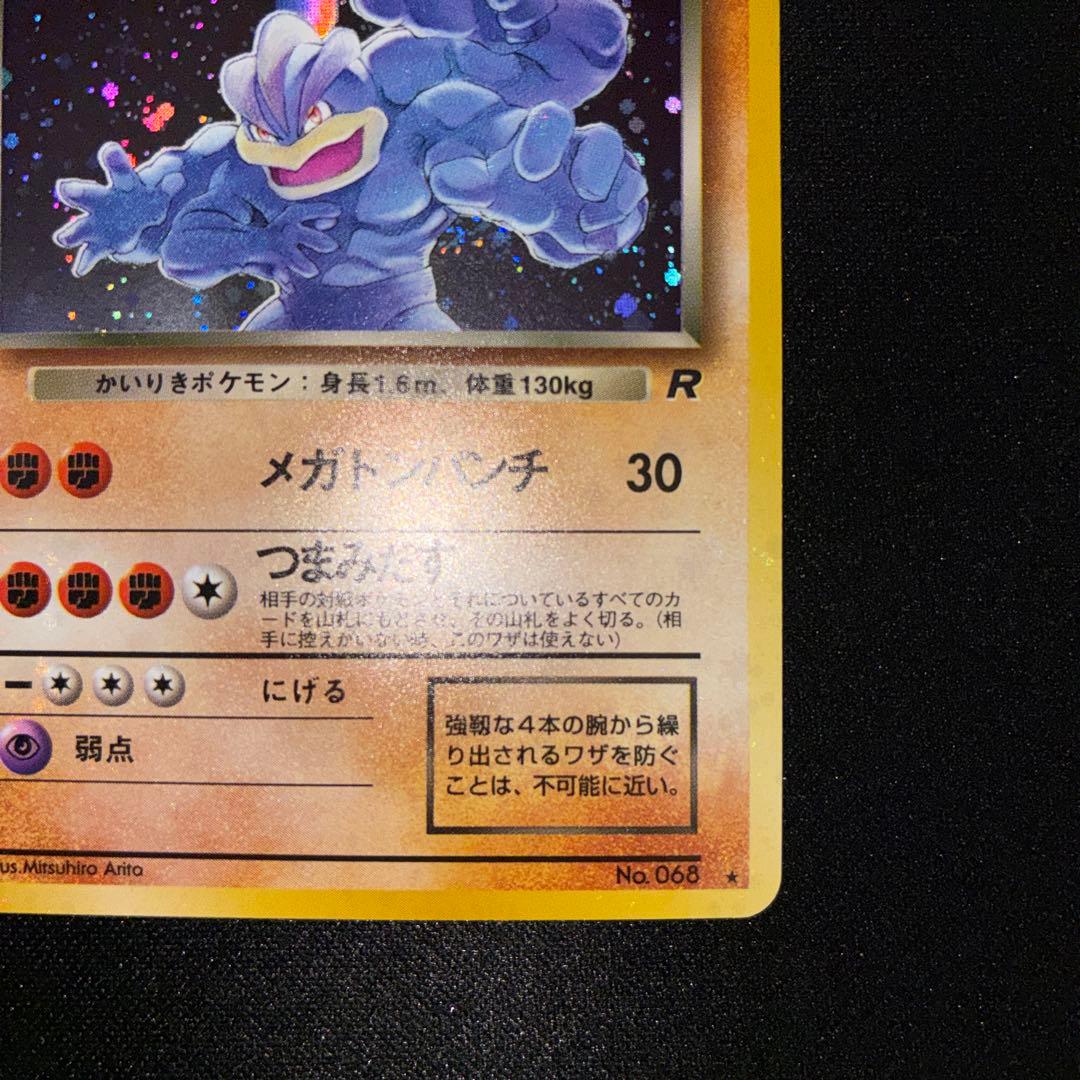 かいりきポケモン：身長1.6m、体重130kg
R
メガトンパンチ 30
つまみだす
相手の対戦ポケモンとそれについているすべてのカ
ードを山札にもどさせ、その山札をよく切る。(相
手に控えがいない時、このワザは使えない)
にげる
弱点
強靱な4本の腕から繰
り出されるワザを防ぐ
ことは、不可能に近い。
us.Mitsuhiro Arita
No.068 ★